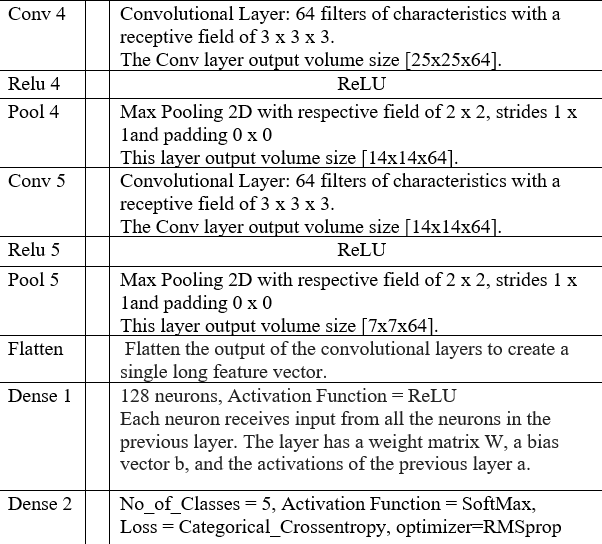 Conv 4 Convolutional Layer: 64 filters of characteristics with a
receptive field of 3 x 3 x 3.
The Conv layer output volume size [25x25x64].
Relu 4 ReLU
Pool 4 Max Pooling 2D with respective field of 2 x 2, strides 1 x
1and padding 0 x 0
This layer output volume size [14x14x64].
Conv 5 Convolutional Layer: 64 filters of characteristics with a
receptive field of 3 x 3 x 3.
The Conv layer output volume size [14x14x64].
Relu 5 ReLU
Pool 5 Max Pooling 2D with respective field of 2 x 2, strides 1 x
1and padding 0 x 0
This layer output volume size [7x7x64].
Flatten Flatten the output of the convolutional layers to create a
single long feature vector.
Dense 1 128 neurons, Activation Function = ReLU
Each neuron receives input from all the neurons in the
previous layer. The layer has a weight matrix W, a bias
vector b, and the activations of the previous layer a.
Dense 2 No_of_Classes = 5, Activation Function = SoftMax,
Loss = Categorical_Crossentropy, optimizer=RMSprop